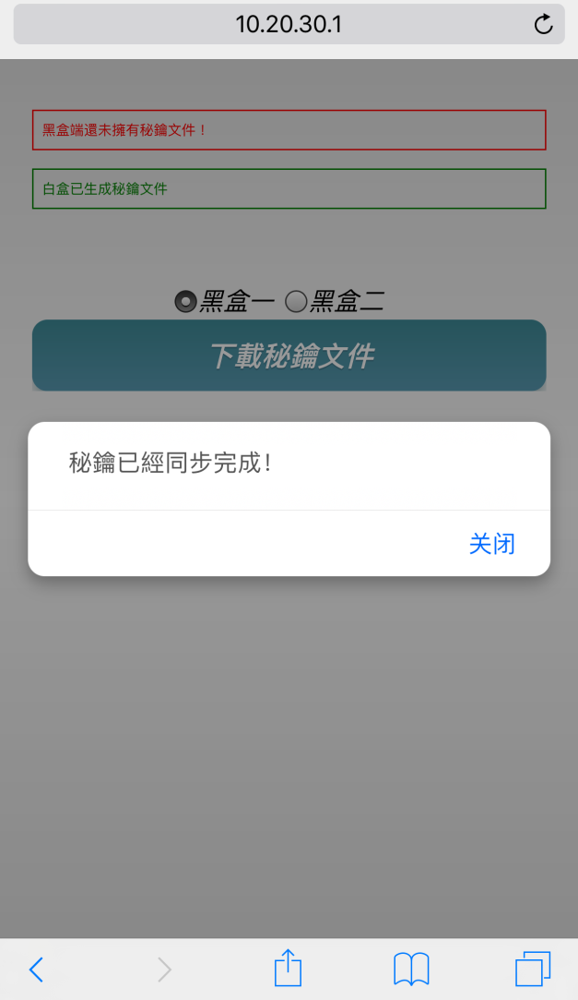 10.20.30.1
黑盒端還未擁有秘鑰文件！
白盒已生成秘鑰文件
黑盒一 黑盒二
下載秘鑰文件
秘鑰已經同步完成！
关闭